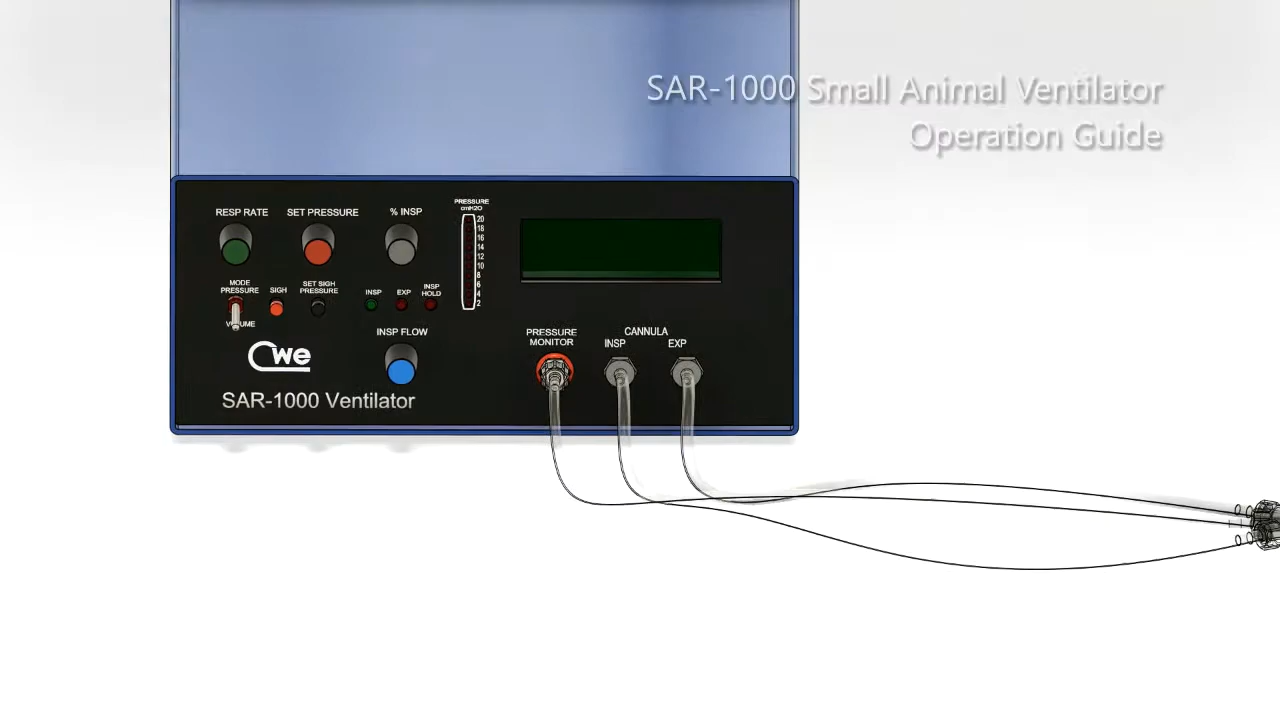 SAR-1000 Small Animal Ventilator
Operation Guide
RESP RATE
SET PRESSURE
% INSP
PRESSURE
cmH2O
20
18
16
14
12
10
8
6
4
2
MODE
PRESSURE
SIGH
SET SIGH
PRESSURE
INSP
EXP
INSP
HOLD
INSP FLOW
cwe
SAR-1000 Ventilator
PRESSURE
MONITOR
CANNULA
INSP
EXP